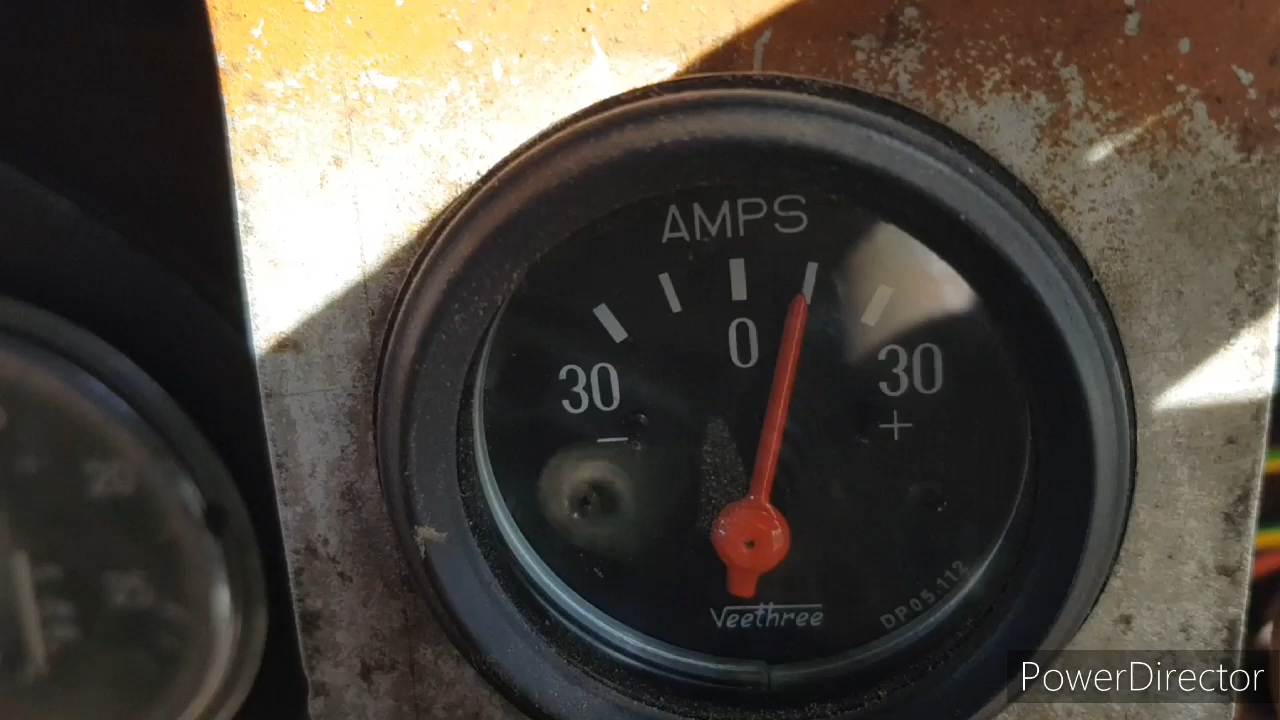 AMPS
0
30 30
− +
Veethree
DP05.112
PowerDirector